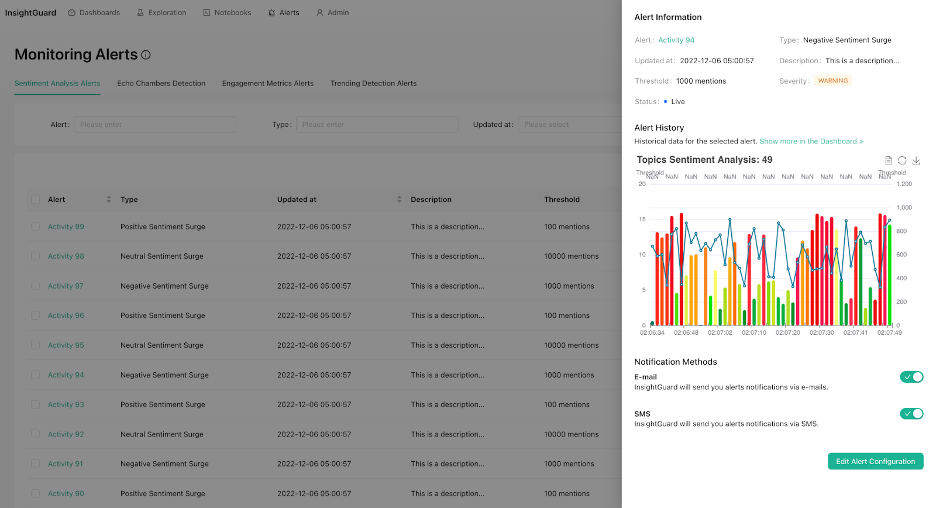 InsightGuard Dashboards Exploration Notebooks Alerts Admin
Monitoring Alerts
Sentiment Analysis Alerts Echo Chambers Detection Engagement Metrics Alerts Trending Detection Alerts
Alert: Please enter Type: Please enter Updated at: Please select
Alert Type Updated at Description Threshold
Activity 99 Positive Sentiment Surge 2022-12-06 05:00:57 This is a description... 100 mentions
Activity 98 Neutral Sentiment Surge 2022-12-06 05:00:57 This is a description... 10000 mentions
Activity 97 Negative Sentiment Surge 2022-12-06 05:00:57 This is a description... 1000 mentions
Activity 96 Positive Sentiment Surge 2022-12-06 05:00:57 This is a description... 100 mentions
Activity 95 Neutral Sentiment Surge 2022-12-06 05:00:57 This is a description... 10000 mentions
Activity 94 Negative Sentiment Surge 2022-12-06 05:00:57 This is a description... 1000 mentions
Activity 93 Positive Sentiment Surge 2022-12-06 05:00:57 This is a description... 100 mentions
Activity 92 Neutral Sentiment Surge 2022-12-06 05:00:57 This is a description... 10000 mentions
Activity 91 Negative Sentiment Surge 2022-12-06 05:00:57 This is a description... 1000 mentions
Activity 90 Positive Sentiment Surge 2022-12-06 05:00:57 This is a description... 100 mentions
Alert Information
Alert: Activity 94 Type: Negative Sentiment Surge
Updated at: 2022-12-06 05:00:57 Description: This is a description...
Threshold: 1000 mentions Severity: WARNING
Status: Live
Alert History
Historical data for the selected alert. Show more in the Dashboard >
Topics Sentiment Analysis: 49
Threshold Threshold
NaN NaN NaN NaN NaN NaN NaN NaN NaN NaN NaN NaN NaN
20 1,200
15 1,000
800
10 600
5 400
200
0 0
02:06:34 02:06:48 02:07:02 02:07:10 02:07:20 02:07:30 02:07:41 02:07:49
Notification Methods
E-mail
InsightGuard will send you alerts notifications via e-mails.
SMS
InsightGuard will send you alerts notifications via SMS.
Edit Alert Configuration